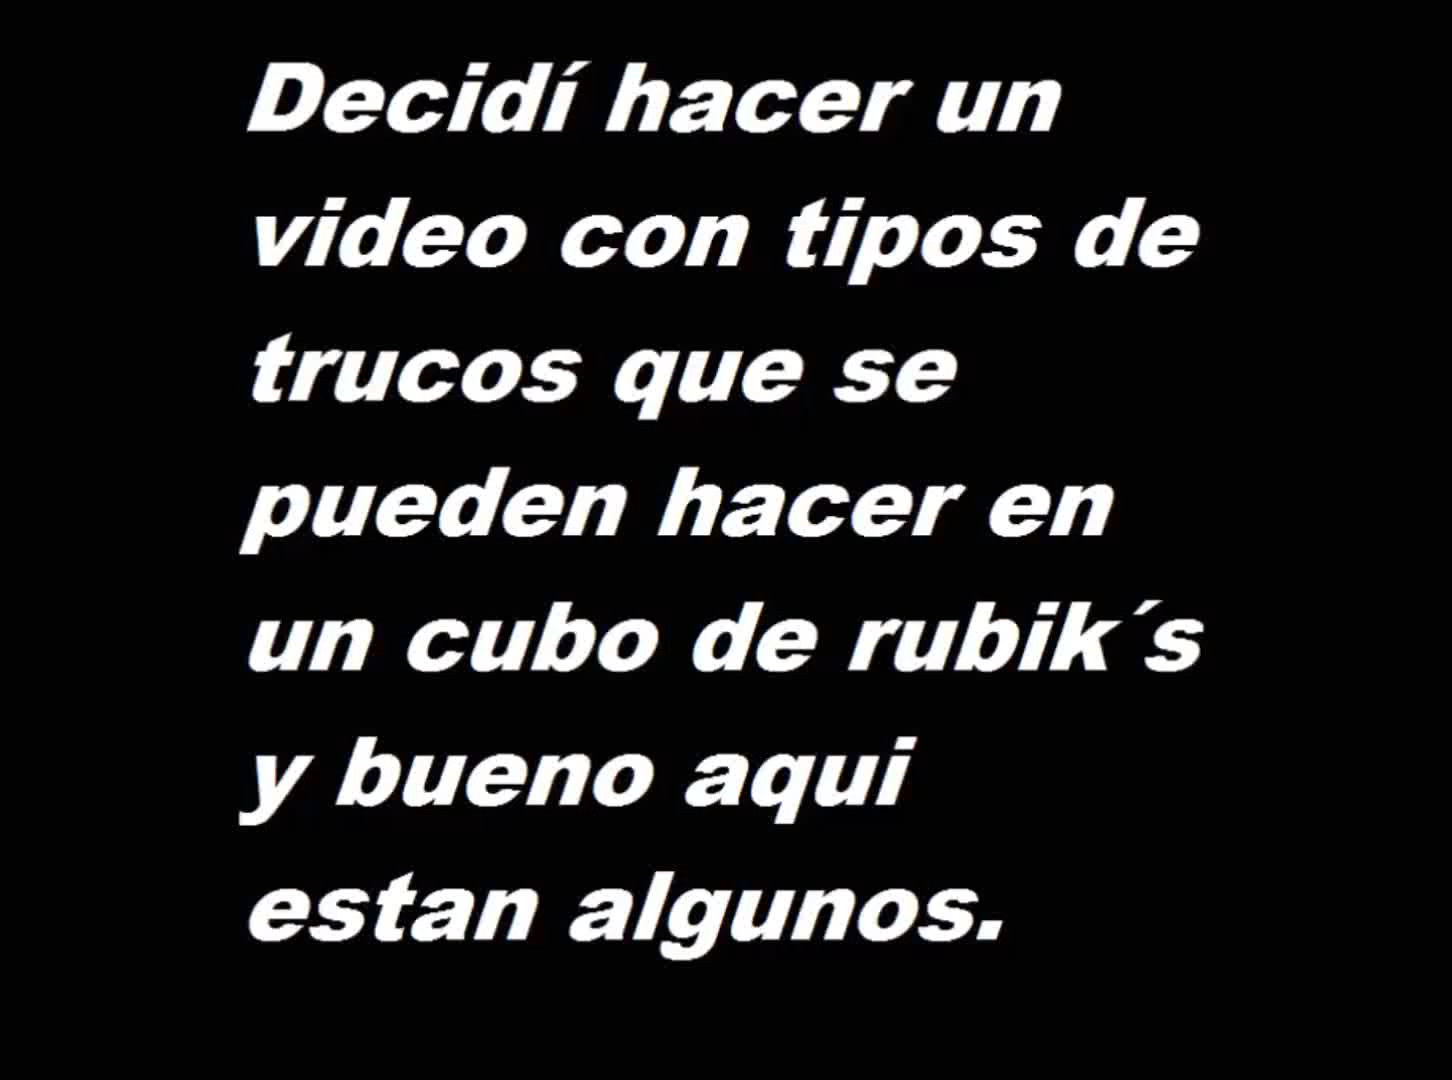 Decidí hacer un
video con tipos de
trucos que se
pueden hacer en
un cubo de rubik´s
y bueno aqui
estan algunos.